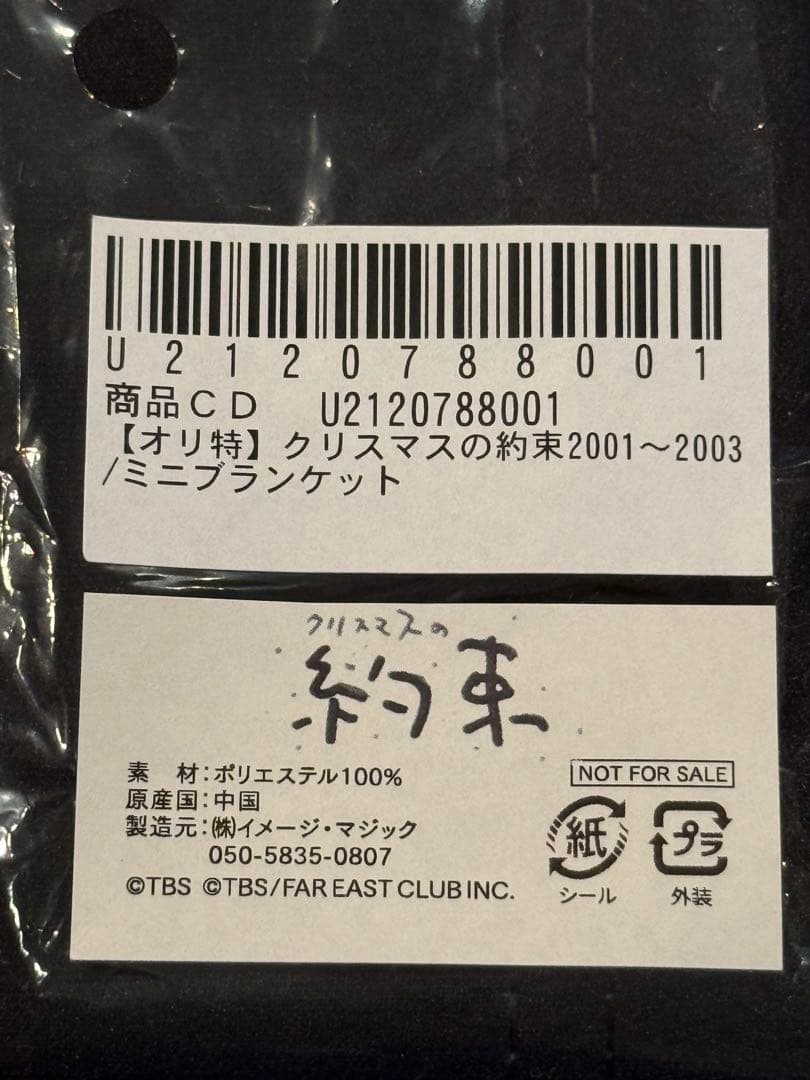 U2120788001
商品CD U2120788001
【オリ特】クリスマスの約束2001～2003
/ミニブランケット
クリスマスの
約束
素 材：ポリエステル100%
原産国：中国
製造元：㈱イメージ・マジック
050-5835-0807
©TBS ©TBS/FAR EAST CLUB INC.
NOT FOR SALE
紙
シール
プラ
外装